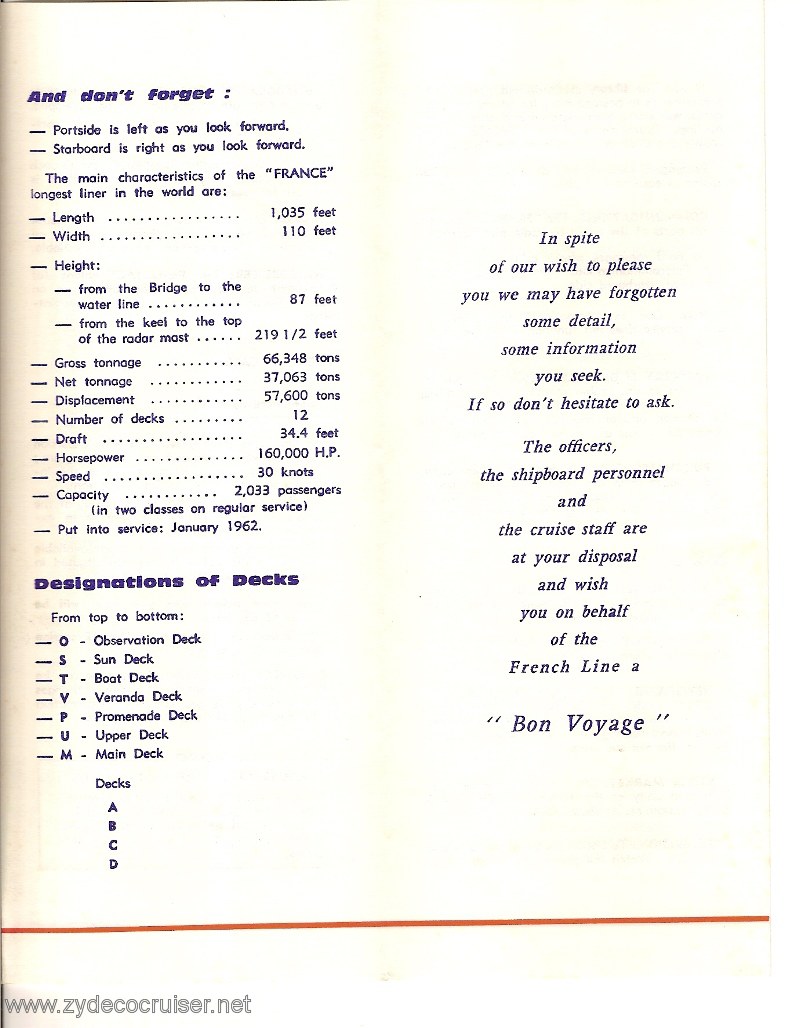 And don't forget :
— Portside is left as you look forward.
— Starboard is right as you look forward.
The main characteristics of the "FRANCE"
longest liner in the world are:
— Length ................. 1,035 feet
— Width .................. 110 feet
— Height:
— from the Bridge to the
water line ............ 87 feet
— from the keel to the top
of the radar mast ...... 219 1/2 feet
— Gross tonnage ........... 66,348 tons
— Net tonnage ............ 37,063 tons
— Displacement ............ 57,600 tons
— Number of decks ......... 12
— Draft .................. 34.4 feet
— Horsepower .............. 160,000 H.P.
— Speed .................. 30 knots
— Capacity ............ 2,033 passengers
(in two classes on regular service)
— Put into service: January 1962.
Designations of Decks
From top to bottom:
— O - Observation Deck
— S - Sun Deck
— T - Boat Deck
— V - Veranda Deck
— P - Promenade Deck
— U - Upper Deck
— M - Main Deck
Decks
A
B
C
D
In spite
of our wish to please
you we may have forgotten
some detail,
some information
you seek.
If so don't hesitate to ask.
The officers,
the shipboard personnel
and
the cruise staff are
at your disposal
and wish
you on behalf
of the
French Line a
" Bon Voyage "
www.zydecocruiser.net